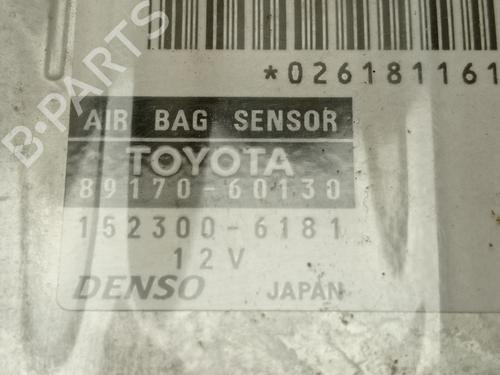 *026181161
AIR BAG SENSOR
TOYOTA
89170-60130
152300-6181
12V
DENSO JAPAN
B-PARTS